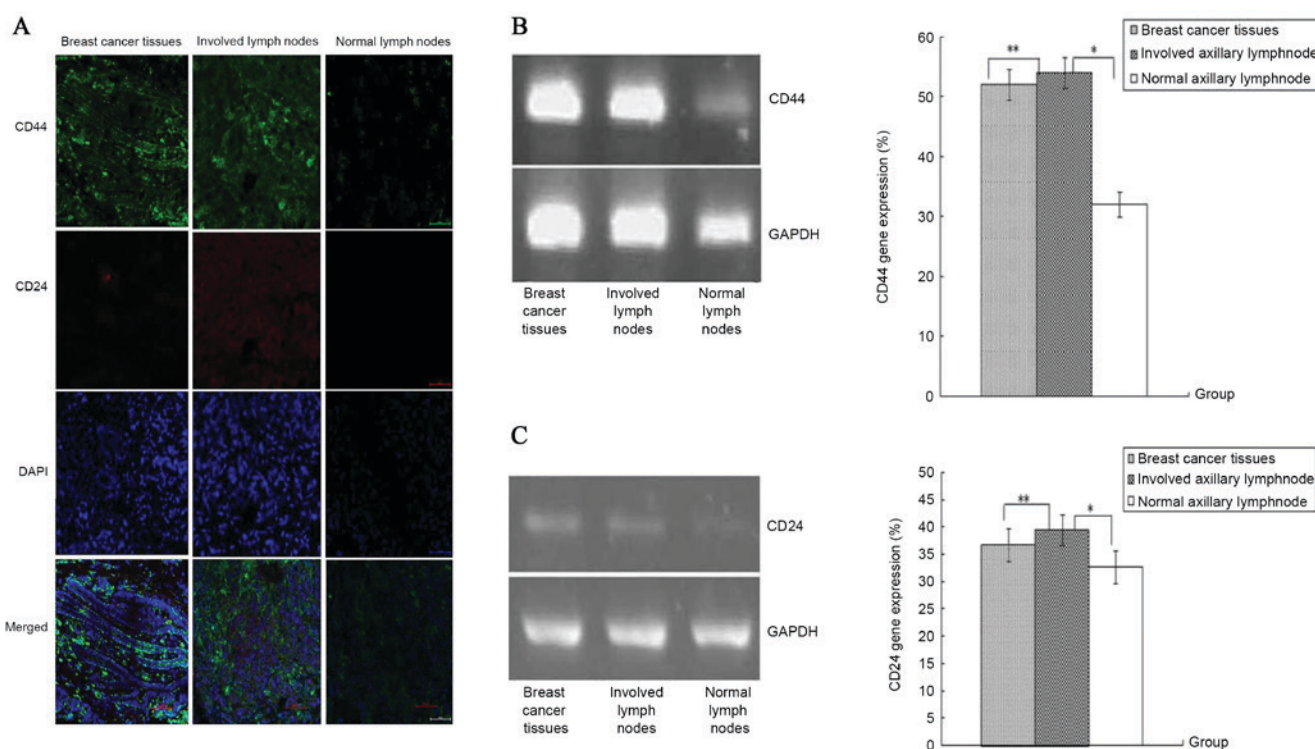 A
Breast cancer tissues
Involved lymph nodes
Normal lymph nodes
CD44
CD24
DAPI
Merged
B
CD44
GAPDH
Breast
cancer
tissues
Involved
lymph
nodes
Normal
lymph
nodes
Breast cancer tissues
Involved axillary lymphnode
Normal axillary lymphnode
CD44 gene expression (%)
60
50
40
30
20
10
0
**
*
Group
C
CD24
GAPDH
Breast
cancer
tissues
Involved
lymph
nodes
Normal
lymph
nodes
Breast cancer tissues
Involved axillary lymphnode
Normal axillary lymphnode
CD24 gene expression (%)
50
45
40
35
30
25
20
15
10
5
0
**
*
Group